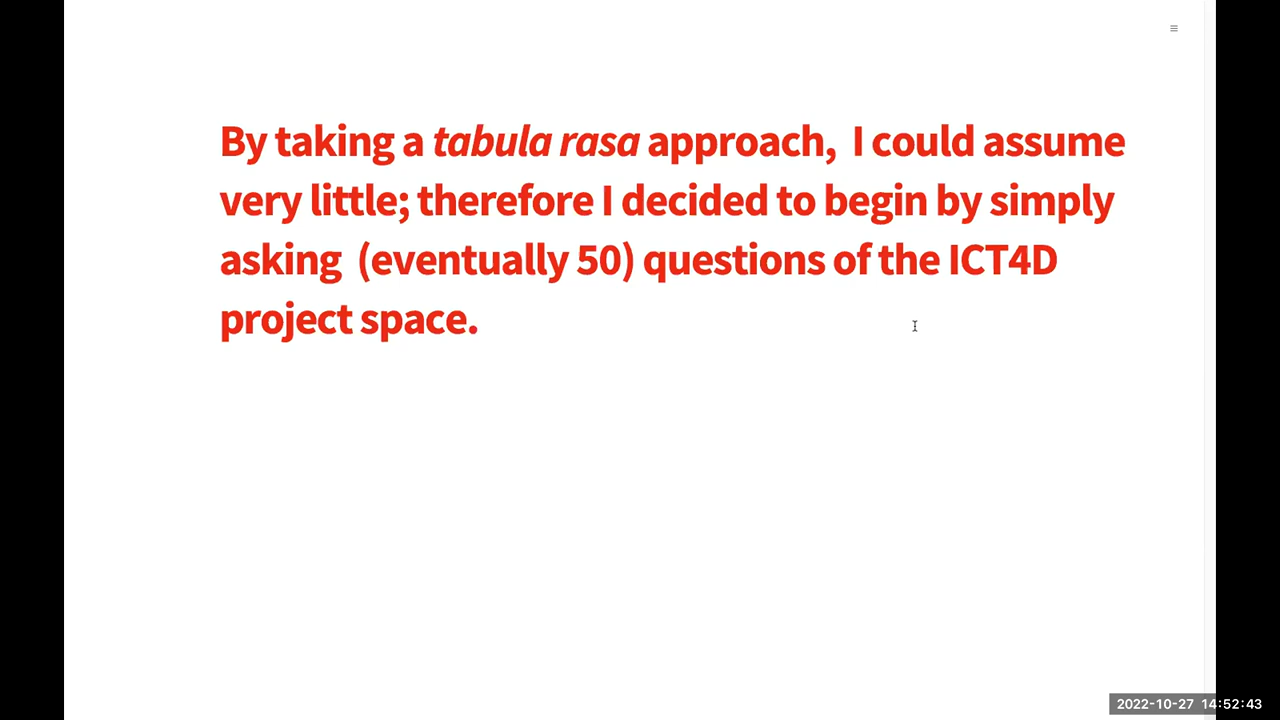 By taking a tabula rasa approach,  I could assume
very little; therefore I decided to begin by simply
asking  (eventually 50) questions of the ICT4D
project space.
2022-10-27  14:52:43